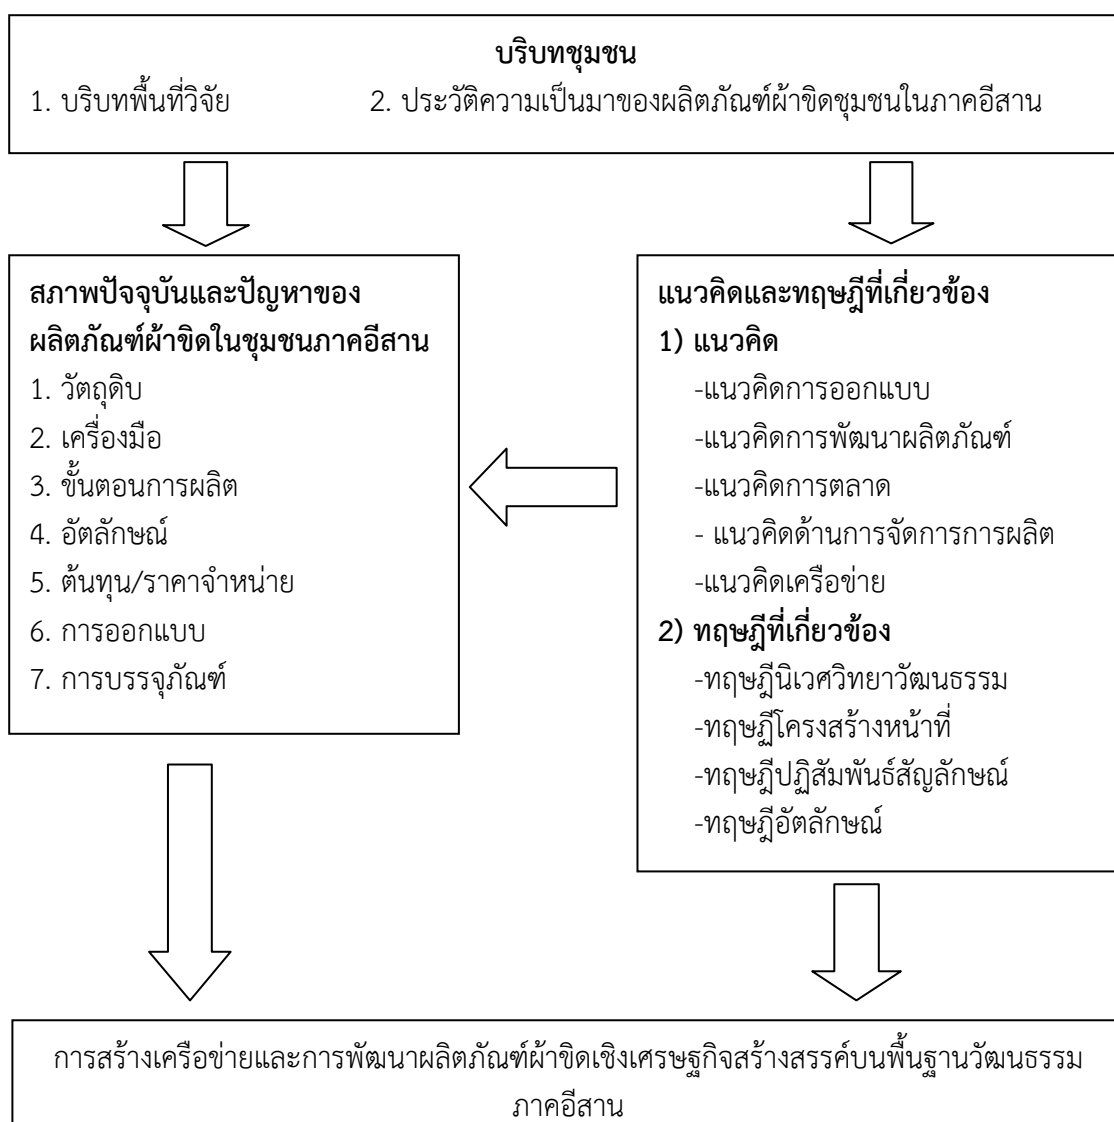 บริบทชุมชน
1. บริบทพื้นที่วิจัย 2. ประวัติความเป็นมาของผลิตภัณฑ์ผ้าขิดชุมชนในภาคอีสาน
สภาพปัจจุบันและปัญหาของ
ผลิตภัณฑ์ผ้าขิดในชุมชนภาคอีสาน
1. วัตถุดิบ
2. เครื่องมือ
3. ขั้นตอนการผลิต
4. อัตลักษณ์
5. ต้นทุน/ราคาจำหน่าย
6. การออกแบบ
7. การบรรจุภัณฑ์
แนวคิดและทฤษฎีที่เกี่ยวข้อง
1) แนวคิด
-แนวคิดการออกแบบ
-แนวคิดการพัฒนาผลิตภัณฑ์
-แนวคิดการตลาด
- แนวคิดด้านการจัดการการผลิต
-แนวคิดเครือข่าย
2) ทฤษฎีที่เกี่ยวข้อง
-ทฤษฎีนิเวศวิทยาวัฒนธรรม
-ทฤษฏีโครงสร้างหน้าที่
-ทฤษฎีปฏิสัมพันธ์สัญลักษณ์
-ทฤษฎีอัตลักษณ์
การสร้างเครือข่ายและการพัฒนาผลิตภัณฑ์ผ้าขิดเชิงเศรษฐกิจสร้างสรรค์บนพื้นฐานวัฒนธรรม
ภาคอีสาน